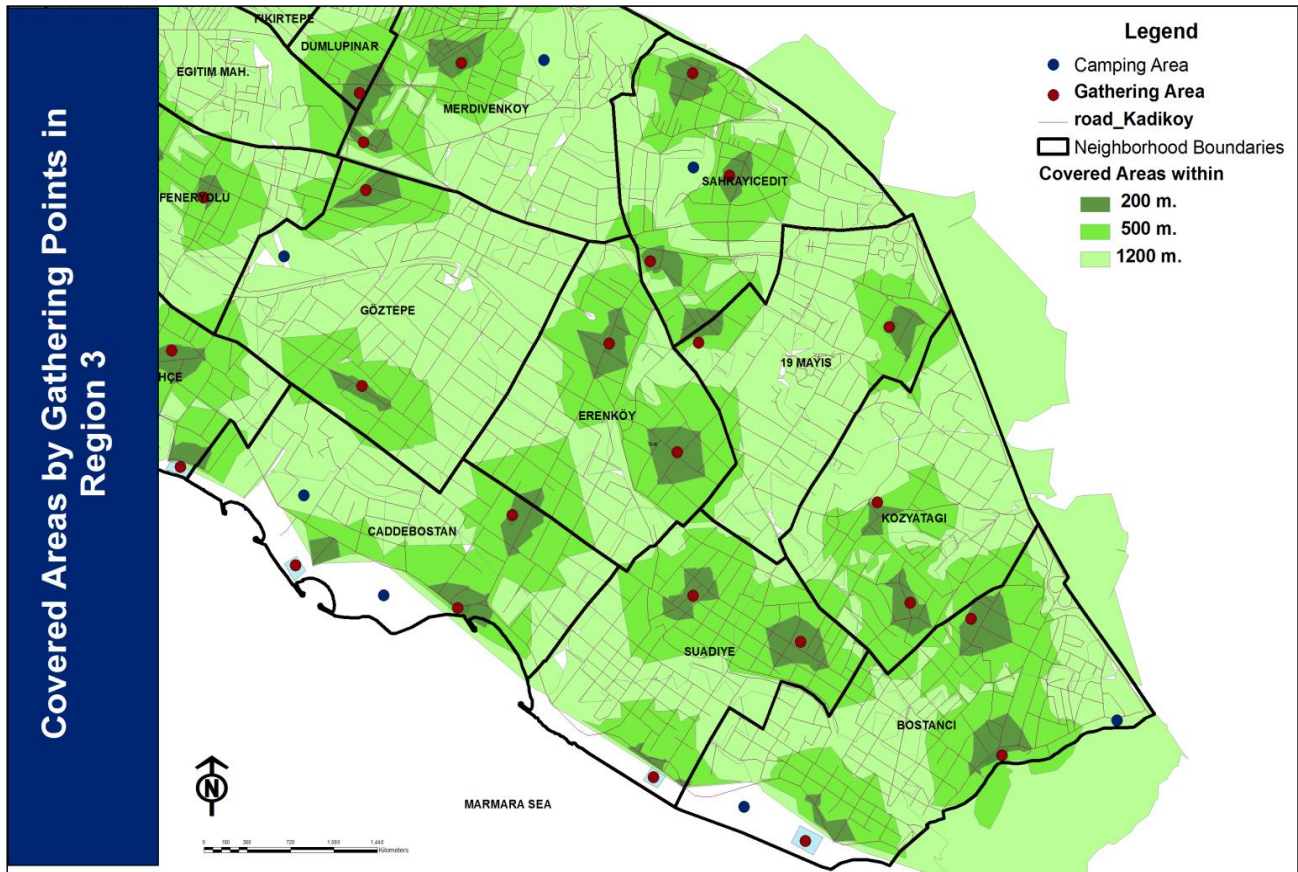 Covered Areas by Gathering Points in
Region 3
FIKIRTEPE
DUMLUPINAR
EGITIM MAH.
MERDIVENKOY
SAHRAYICEDIT
FENERYOLU
GÖZTEPE
19 MAYIS
HÇE
ERENKÖY
KOZYATAGI
CADDEBOSTAN
SUADIYE
BOSTANCI
MARMARA SEA
N
Kilometers
Legend
Camping Area
Gathering Area
road_Kadikoy
Neighborhood Boundaries
Covered Areas within
200 m.
500 m.
1200 m.